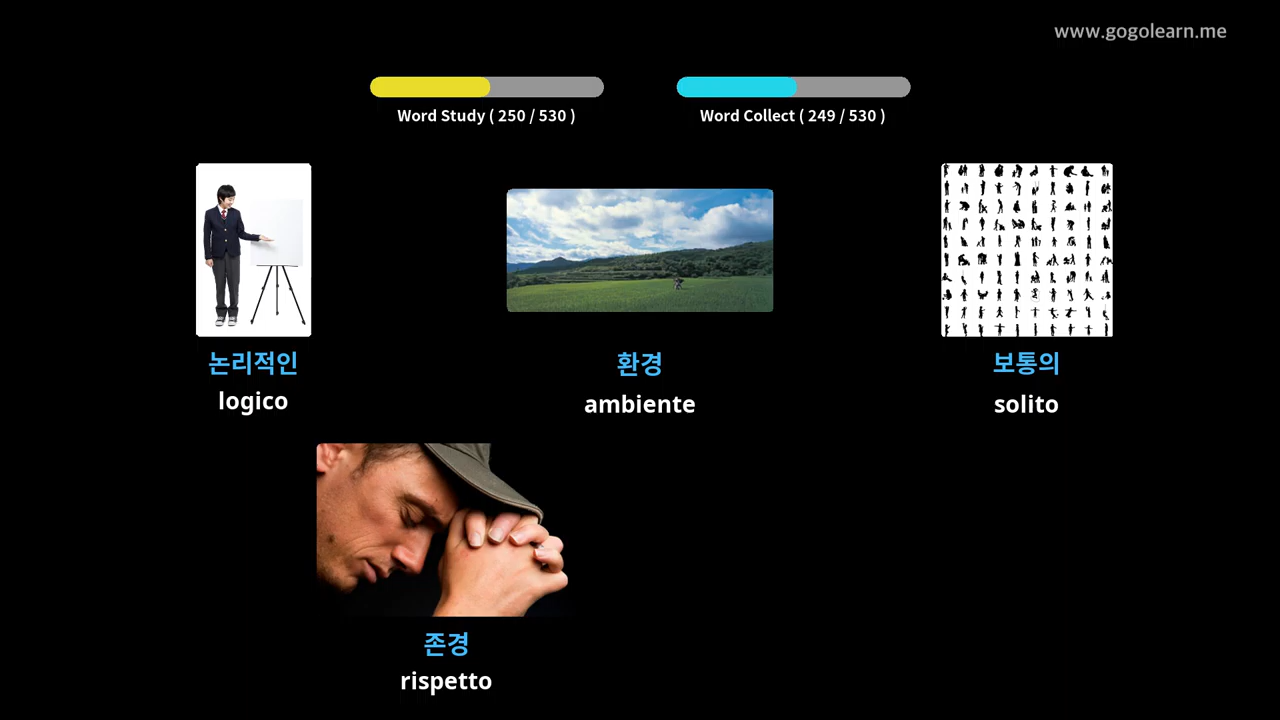 www.gogolearn.me
Word Study ( 250 / 530 )
Word Collect ( 249 / 530 )
논리적인
logico
환경
ambiente
보통의
solito
존경
rispetto